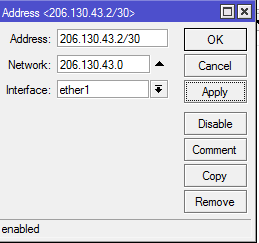 Address <206.130.43.2/30>
Address: 206.130.43.2/30 OK
Network: 206.130.43.0 Cancel
Interface: ether1 Apply
Disable
Comment
Copy
Remove
enabled